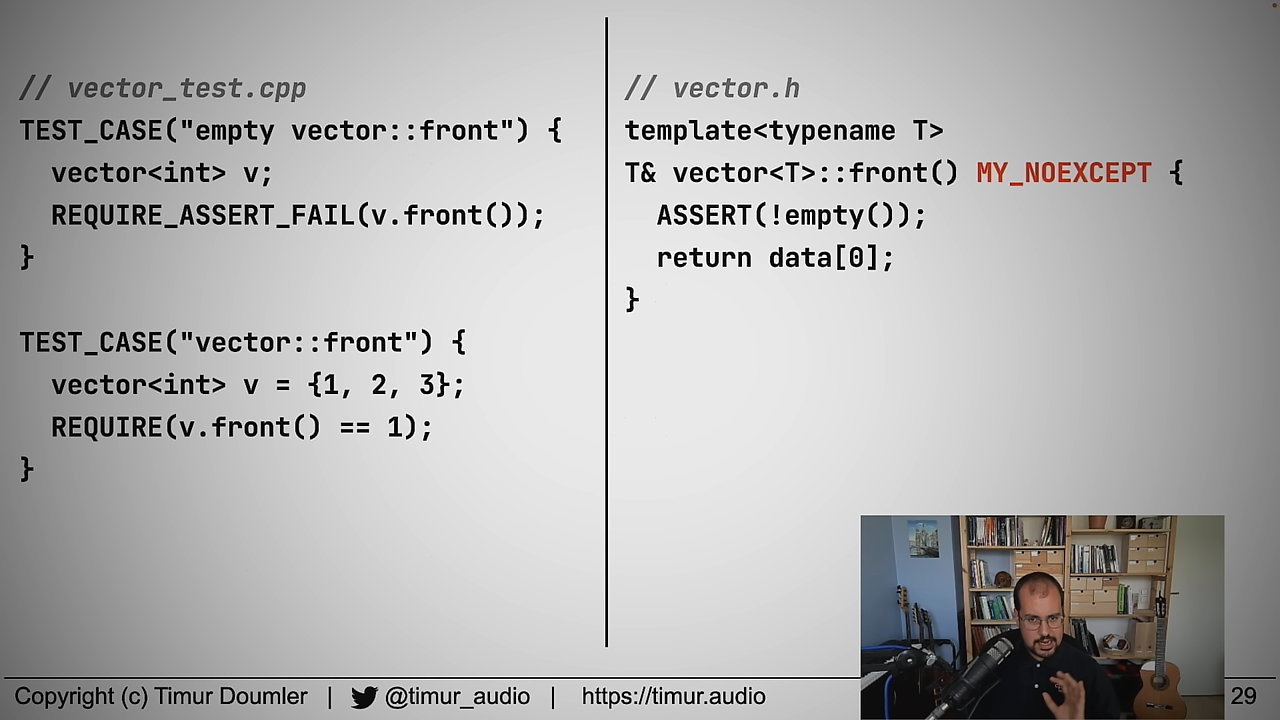 // vector_test.cpp
TEST_CASE("empty vector::front") {
  vector<int> v;
  REQUIRE_ASSERT_FAIL(v.front());
}

TEST_CASE("vector::front") {
  vector<int> v = {1, 2, 3};
  REQUIRE(v.front() == 1);
}
// vector.h
template<typename T>
T& vector<T>::front() MY_NOEXCEPT {
  ASSERT(!empty());
  return data[0];
}
Copyright (c) Timur Doumler | @timur_audio | https://timur.audio
29